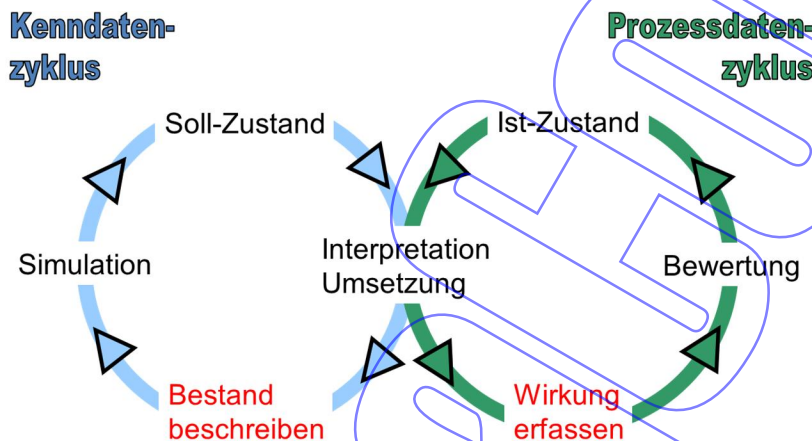 Kenndaten-
zyklus
Prozessdaten-
zyklus
Soll-Zustand
Ist-Zustand
Simulation
Interpretation
Umsetzung
Bewertung
Bestand
beschreiben
Wirkung
erfassen